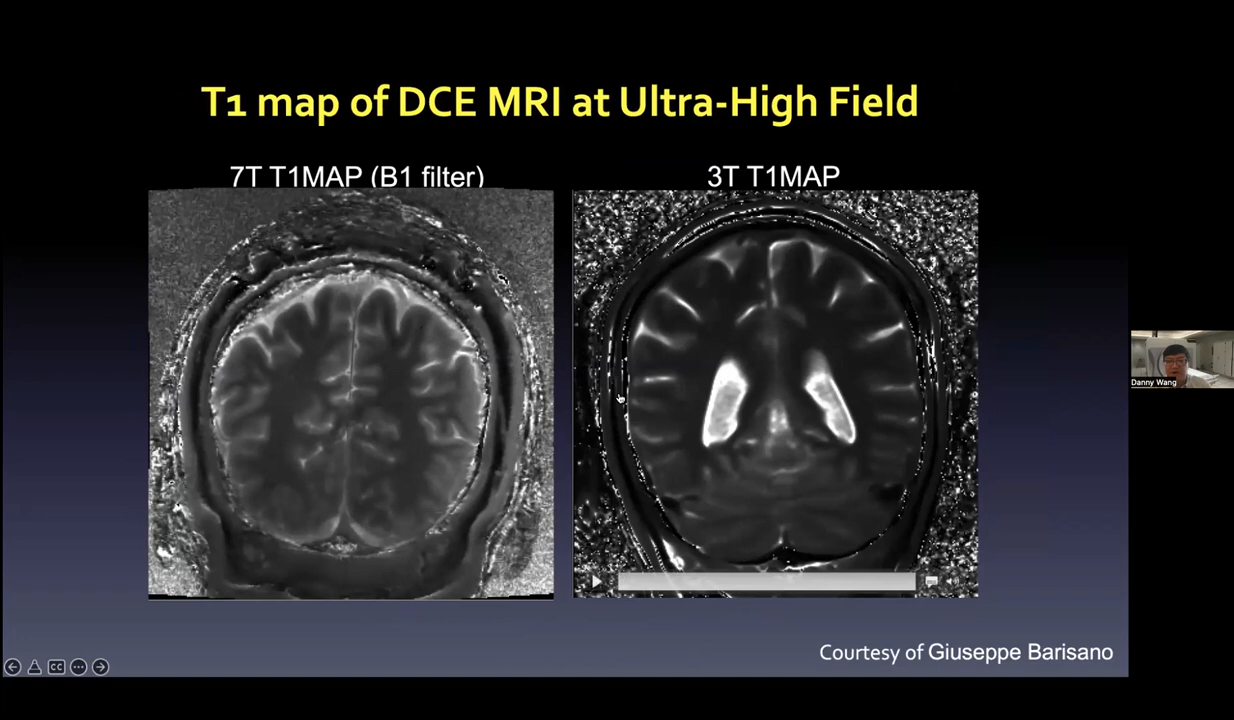 T1 map of DCE MRI at Ultra-High Field
7T T1MAP (B1 filter)
3T T1MAP
Danny Wang
Courtesy of Giuseppe Barisano
CC